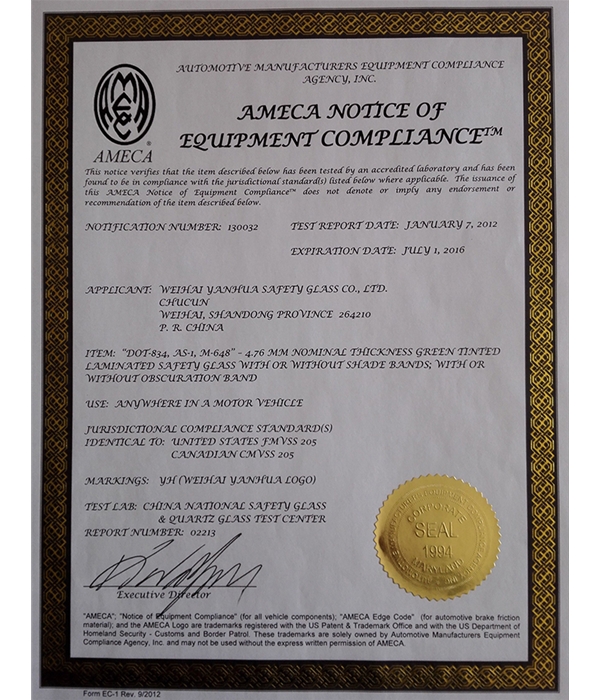 AUTOMOTIVE MANUFACTURERS EQUIPMENT COMPLIANCE
AGENCY, INC.
AMECA NOTICE OF
EQUIPMENT COMPLIANCE™
AMECA
®
AMECA
This notice verifies that the item described below has been tested by an accredited laboratory and has been
found to be in compliance with the jurisdictional standard(s) listed below where applicable. The issuance of
this AMECA Notice of Equipment Compliance™ does not denote or imply any endorsement or
recommendation of the item described below.
NOTIFICATION NUMBER: 130032
TEST REPORT DATE: JANUARY 7, 2012
EXPIRATION DATE: JULY 1, 2016
APPLICANT: WEIHAI YANHUA SAFETY GLASS CO., LTD.
CHUCUN
WEIHAI, SHANDONG PROVINCE 264210
P. R. CHINA
ITEM: "DOT-834, AS-1, M-648" - 4.76 MM NOMINAL THICKNESS GREEN TINTED
LAMINATED SAFETY GLASS WITH OR WITHOUT SHADE BANDS; WITH OR
WITHOUT OBSCURATION BAND
USE: ANYWHERE IN A MOTOR VEHICLE
JURISDICTIONAL COMPLIANCE STANDARD(S)
IDENTICAL TO: UNITED STATES FMVSS 205
CANADIAN CMVSS 205
MARKINGS: YH (WEIHAI YANHUA LOGO)
TEST LAB: CHINA NATIONAL SAFETY GLASS
& QUARTZ GLASS TEST CENTER
REPORT NUMBER: 02213
CORPORATE
SEAL
1994
MARYLAND
Executive Director
"AMECA"; "Notice of Equipment Compliance" (for all vehicle components); "AMECA Edge Code" (for automotive brake friction
material); and the AMECA Logo are trademarks registered with the US Patent & Trademark Office and with the US Department of
Homeland Security - Customs and Border Patrol. These trademarks are solely owned by Automotive Manufacturers Equipment
Compliance Agency, Inc. and may not be used without the express written permission of AMECA.
Form EC-1 Rev. 9/2012